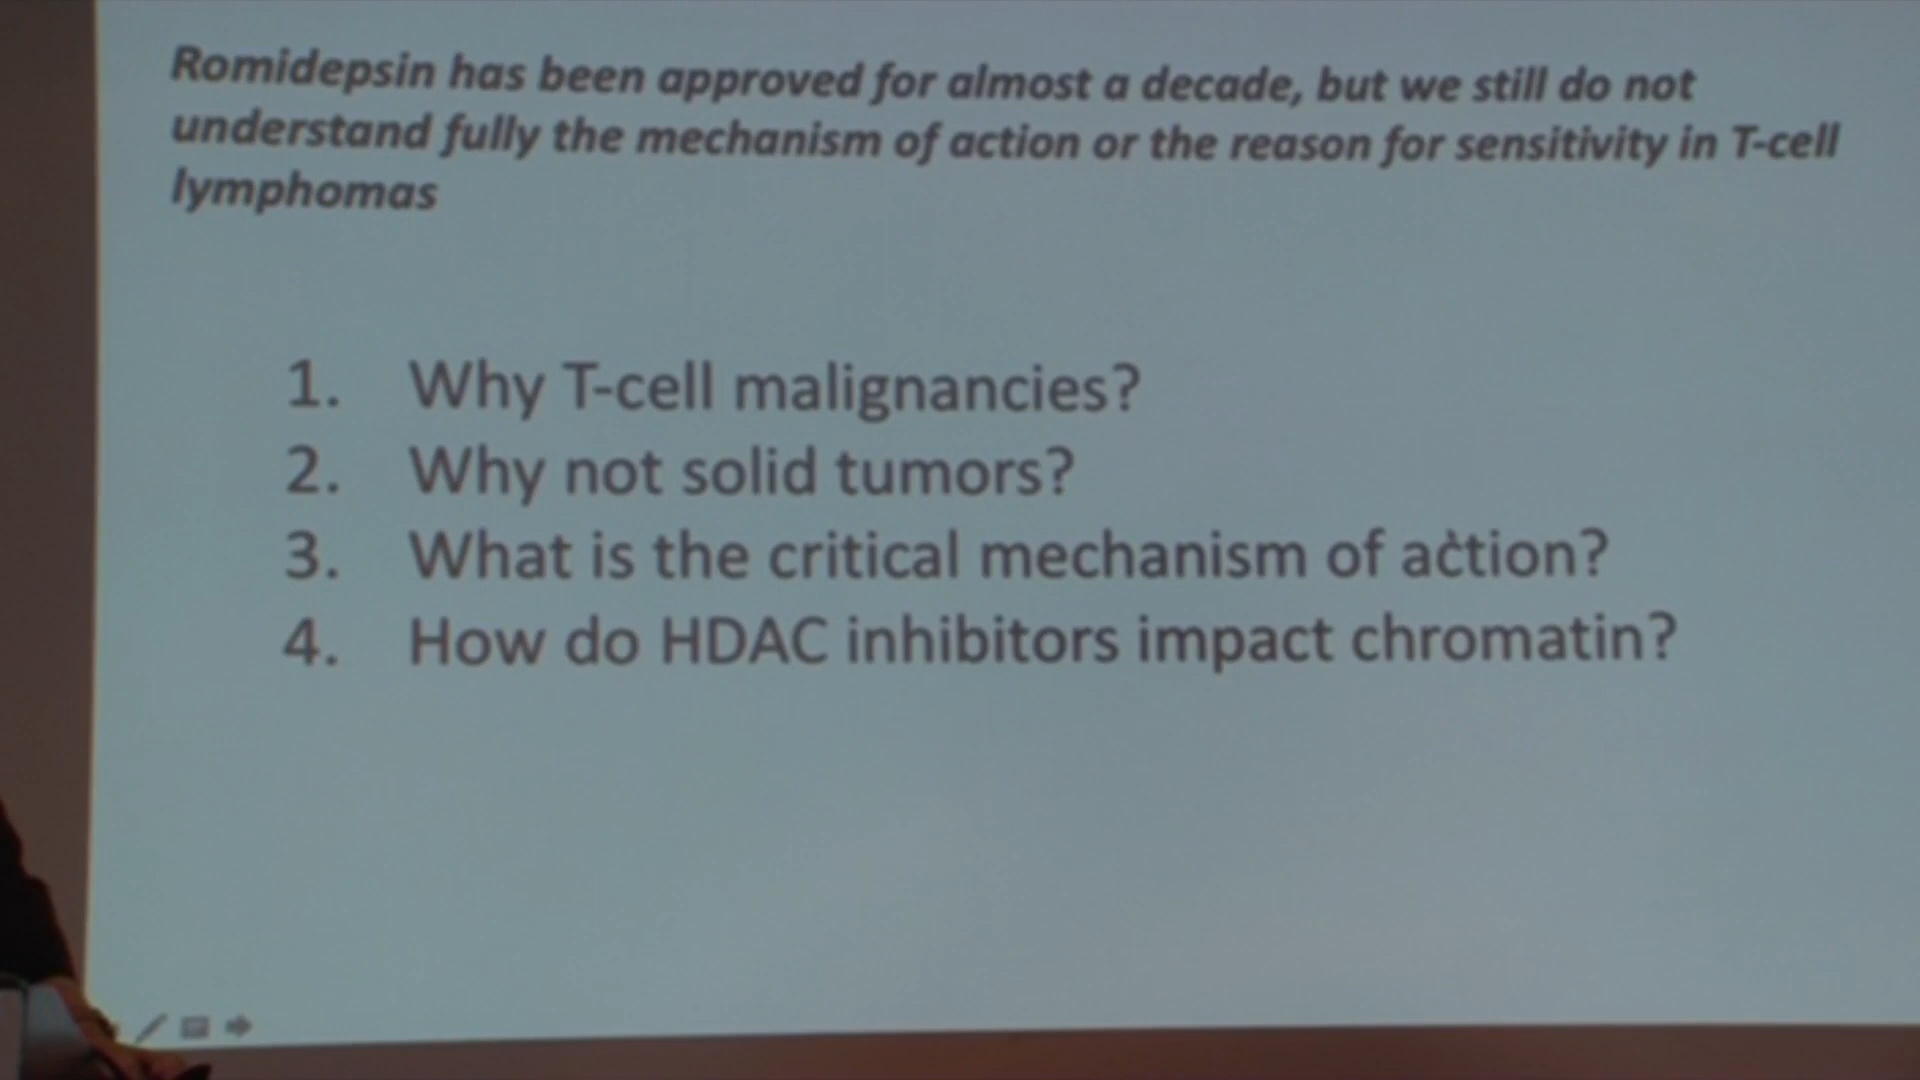 Romidepsin has been approved for almost a decade, but we still do not
understand fully the mechanism of action or the reason for sensitivity in T-cell
lymphomas
1. Why T-cell malignancies?
2. Why not solid tumors?
3. What is the critical mechanism of action?
4. How do HDAC inhibitors impact chromatin?